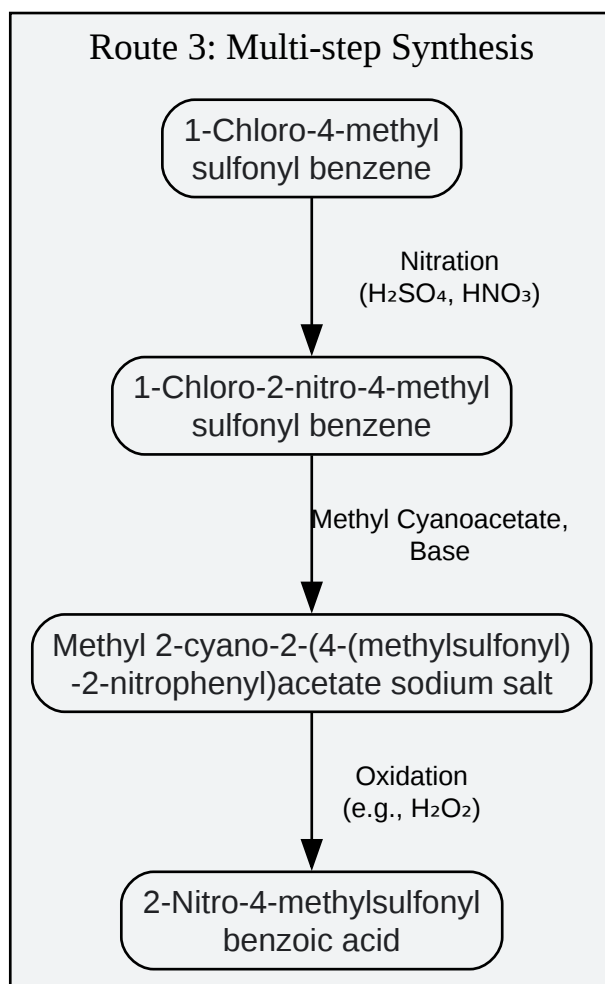 Route 3: Multi-step Synthesis
1-Chloro-4-methyl
sulfonyl benzene
Nitration
(H₂SO₄, HNO₃)
1-Chloro-2-nitro-4-methyl
sulfonyl benzene
Methyl Cyanoacetate,
Base
Methyl 2-cyano-2-(4-(methylsulfonyl)
-2-nitrophenyl)acetate sodium salt
Oxidation
(e.g., H₂O₂)
2-Nitro-4-methylsulfonyl
benzoic acid